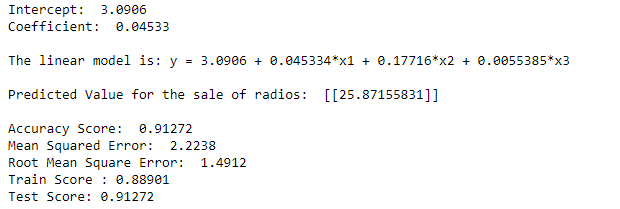 Intercept:  3.0906
Coefficient:  0.04533
The linear model is: y = 3.0906 + 0.045334*x1 + 0.17716*x2 + 0.0055385*x3
Predicted Value for the sale of radios:  [[25.87155831]]
Accuracy Score:  0.91272
Mean Squared Error:  2.2238
Root Mean Square Error:  1.4912
Train Score : 0.88901
Test Score: 0.91272